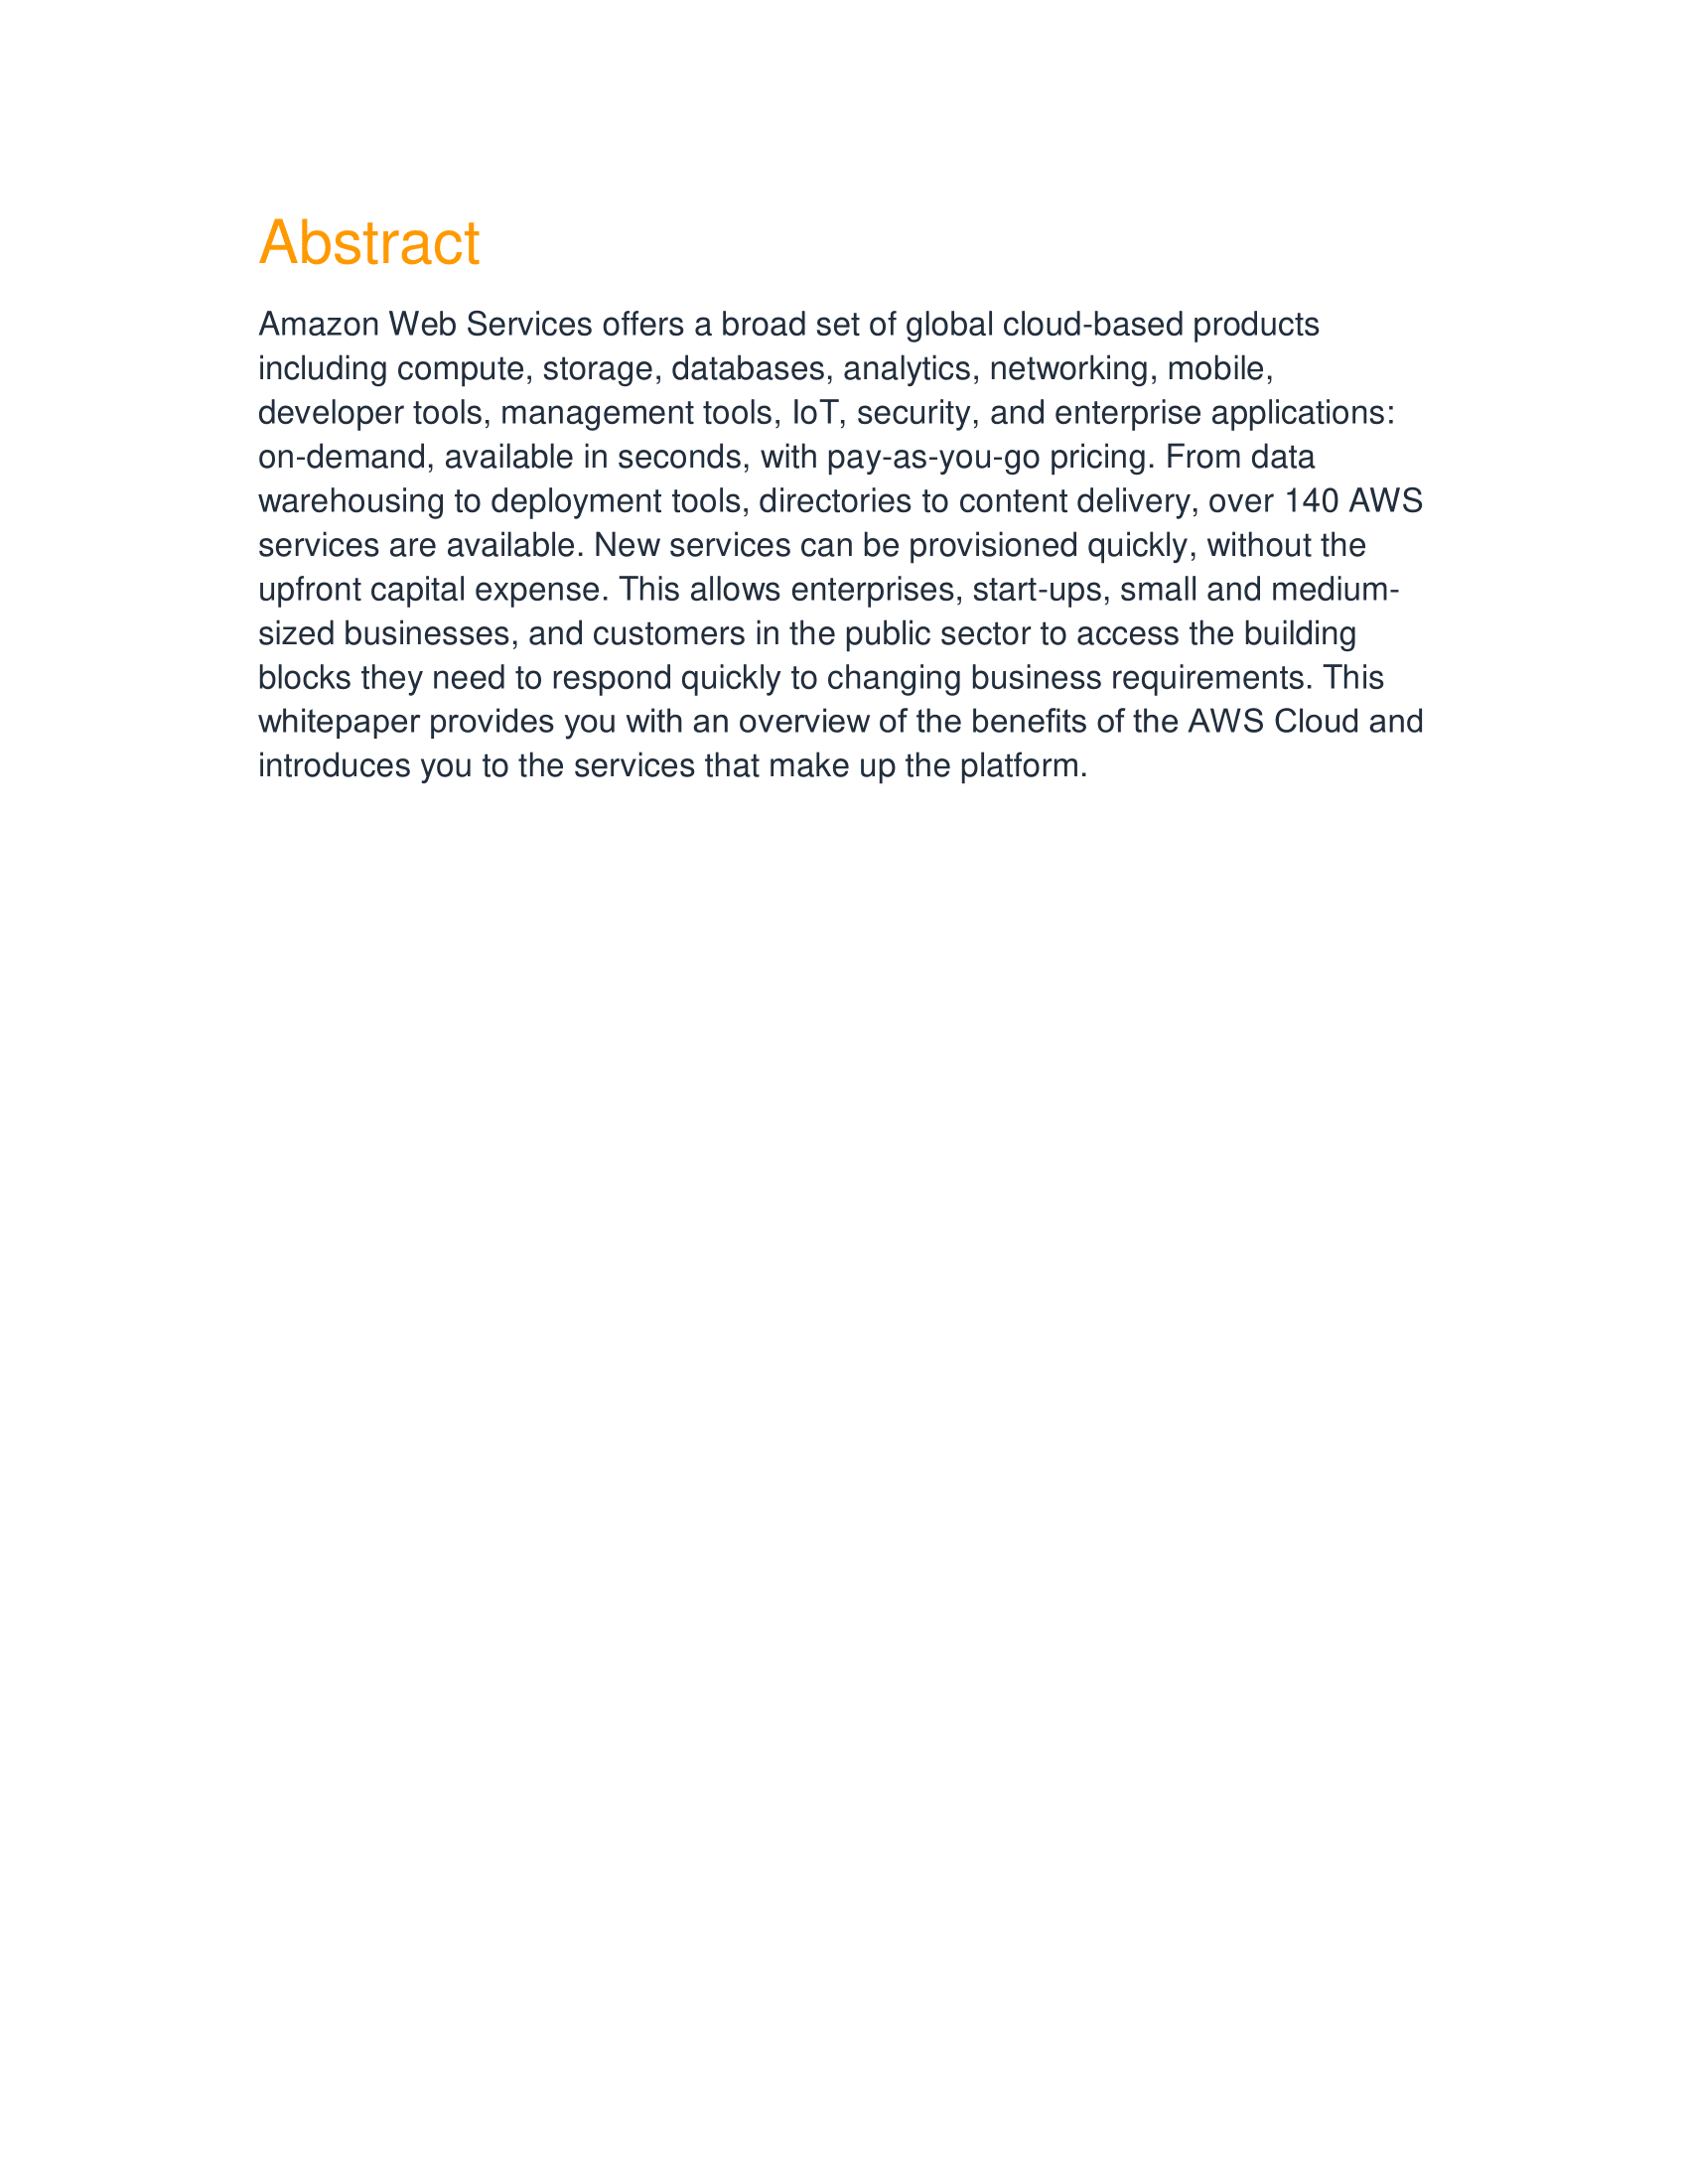 Abstract
Amazon Web Services offers a broad set of global cloud-based products
including compute, storage, databases, analytics, networking, mobile,
developer tools, management tools, IoT, security, and enterprise applications:
on-demand, available in seconds, with pay-as-you-go pricing. From data
warehousing to deployment tools, directories to content delivery, over 140 AWS
services are available. New services can be provisioned quickly, without the
upfront capital expense. This allows enterprises, start-ups, small and medium-
sized businesses, and customers in the public sector to access the building
blocks they need to respond quickly to changing business requirements. This
whitepaper provides you with an overview of the benefits of the AWS Cloud and
introduces you to the services that make up the platform.